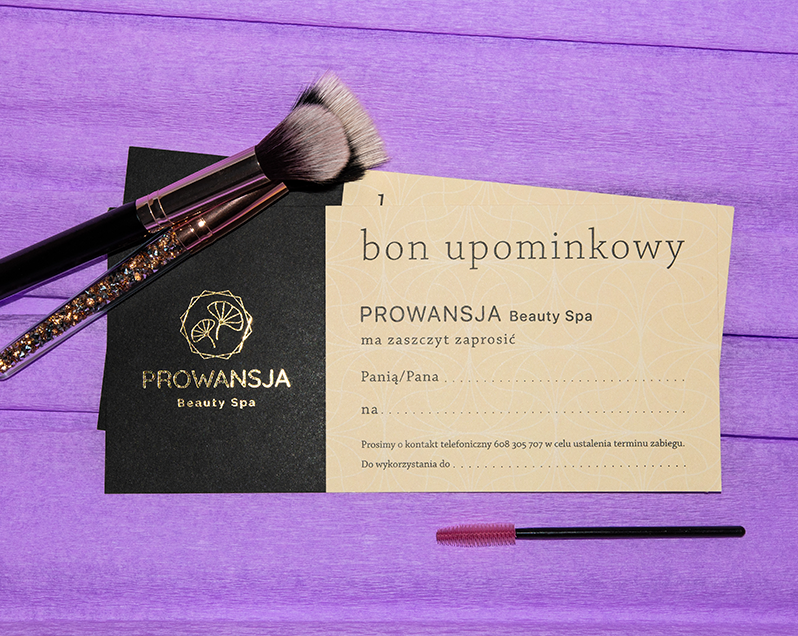 bon upominkowy
PROWANSJA Beauty Spa
ma zaszczyt zaprosić
Panią/Pana
na
Prosimy o kontakt telefoniczny 608 305 707 w celu ustalenia terminu zabiegu.
Do wykorzystania do
PROWANSJA
Beauty Spa